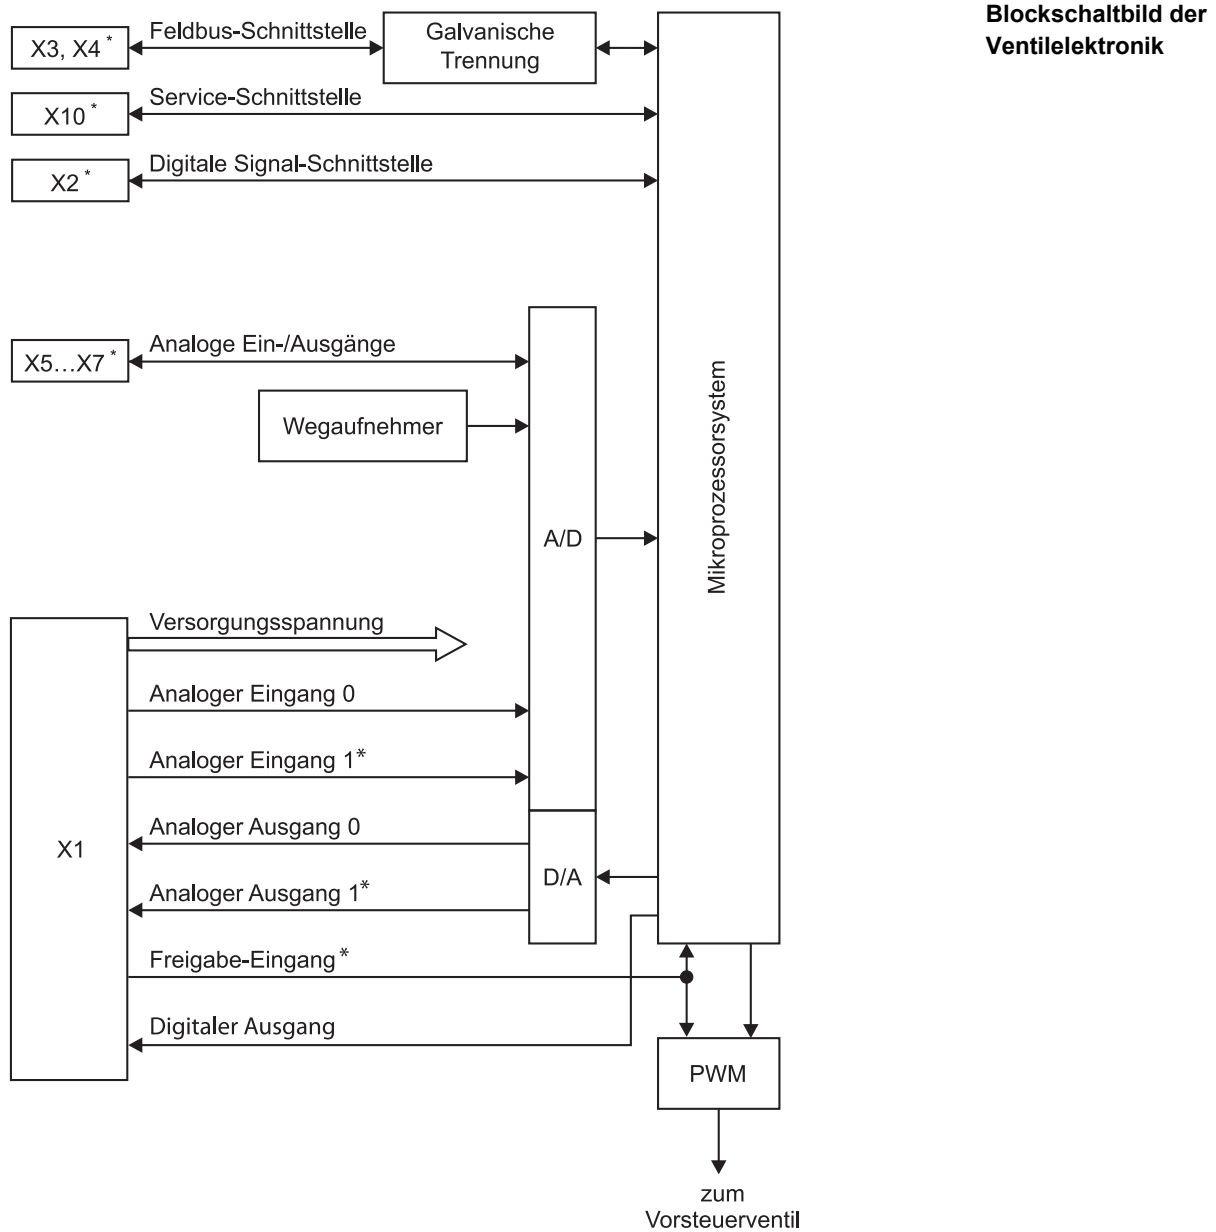 Blockschaltbild der
Ventilelektronik
X3, X4 *
Feldbus-Schnittstelle
Galvanische
Trennung
X10 *
Service-Schnittstelle
X2 *
Digitale Signal-Schnittstelle
X5...X7 *
Analoge Ein-/Ausgänge
Wegaufnehmer
A/D
Mikroprozessorsystem
Versorgungsspannung
Analoger Eingang 0
Analoger Eingang 1*
Analoger Ausgang 0
X1
D/A
Analoger Ausgang 1*
Freigabe-Eingang*
Digitaler Ausgang
PWM
zum
Vorsteuerventil